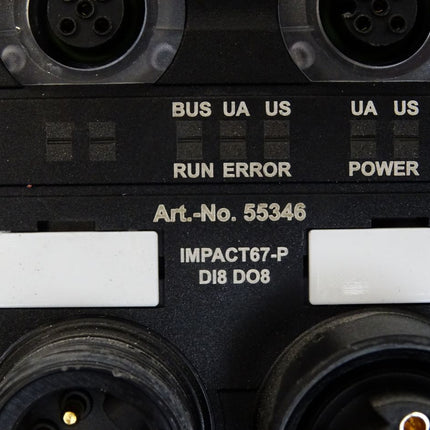 BUS UA US UA US
RUN ERROR POWER
Art.-No. 55346
IMPACT67-P
DI8 DO8